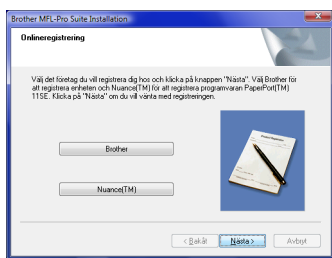 Brother MFL-Pro Suite Installation
Onlineregistrering
Välj det företag du vill registrera dig hos och klicka på knappen "Nästa". Välj Brother för
att registrera enheten och Nuance(TM) för att registrera programvaran PaperPort(TM)
11SE. Klicka på "Nästa" om du vill vänta med registreringen.
Brother
Product Registration
Nuance(TM)
< Bakåt Nästa > Avbryt